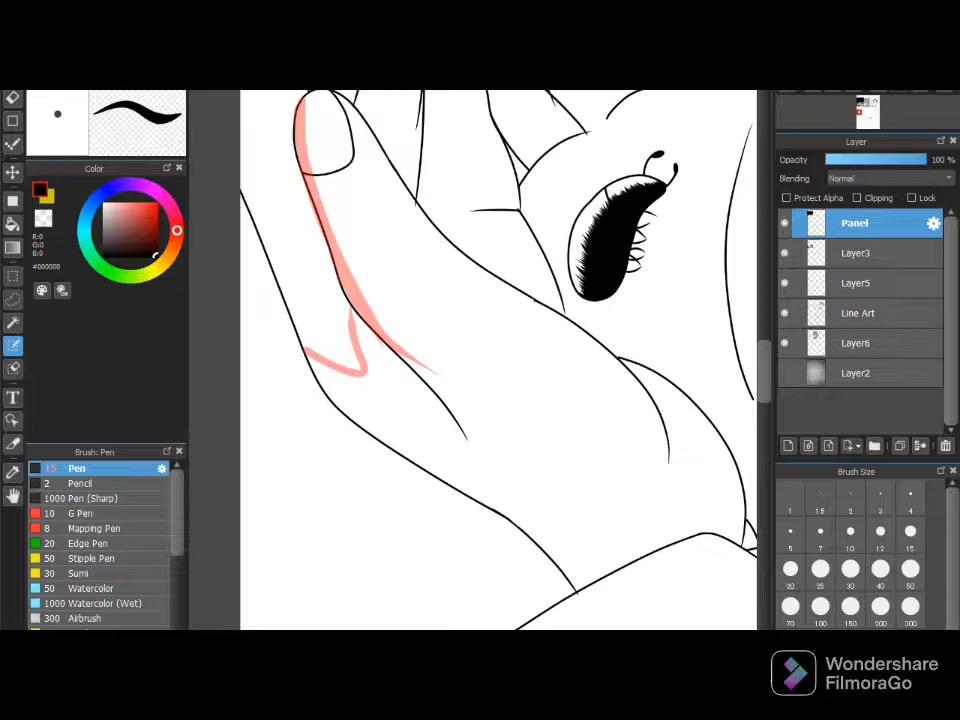 Color
R:0
G:0
B:0
#000000
Brush: Pen
15 Pen
2 Pencil
1000 Pen (Sharp)
10 G Pen
8 Mapping Pen
20 Edge Pen
50 Stipple Pen
30 Sumi
50 Watercolor
1000 Watercolor (Wet)
300 Airbrush
T
Layer
Opacity 100 %
Blending Normal
Protect Alpha Clipping Lock
Panel
Layer3
Layer5
Line Art
Layer6
Layer2
Brush Size
1 1.5 2 3 4
5 7 10 12 15
20 25 30 40 50
70 100 150 200 300
Wondershare
FilmoraGo